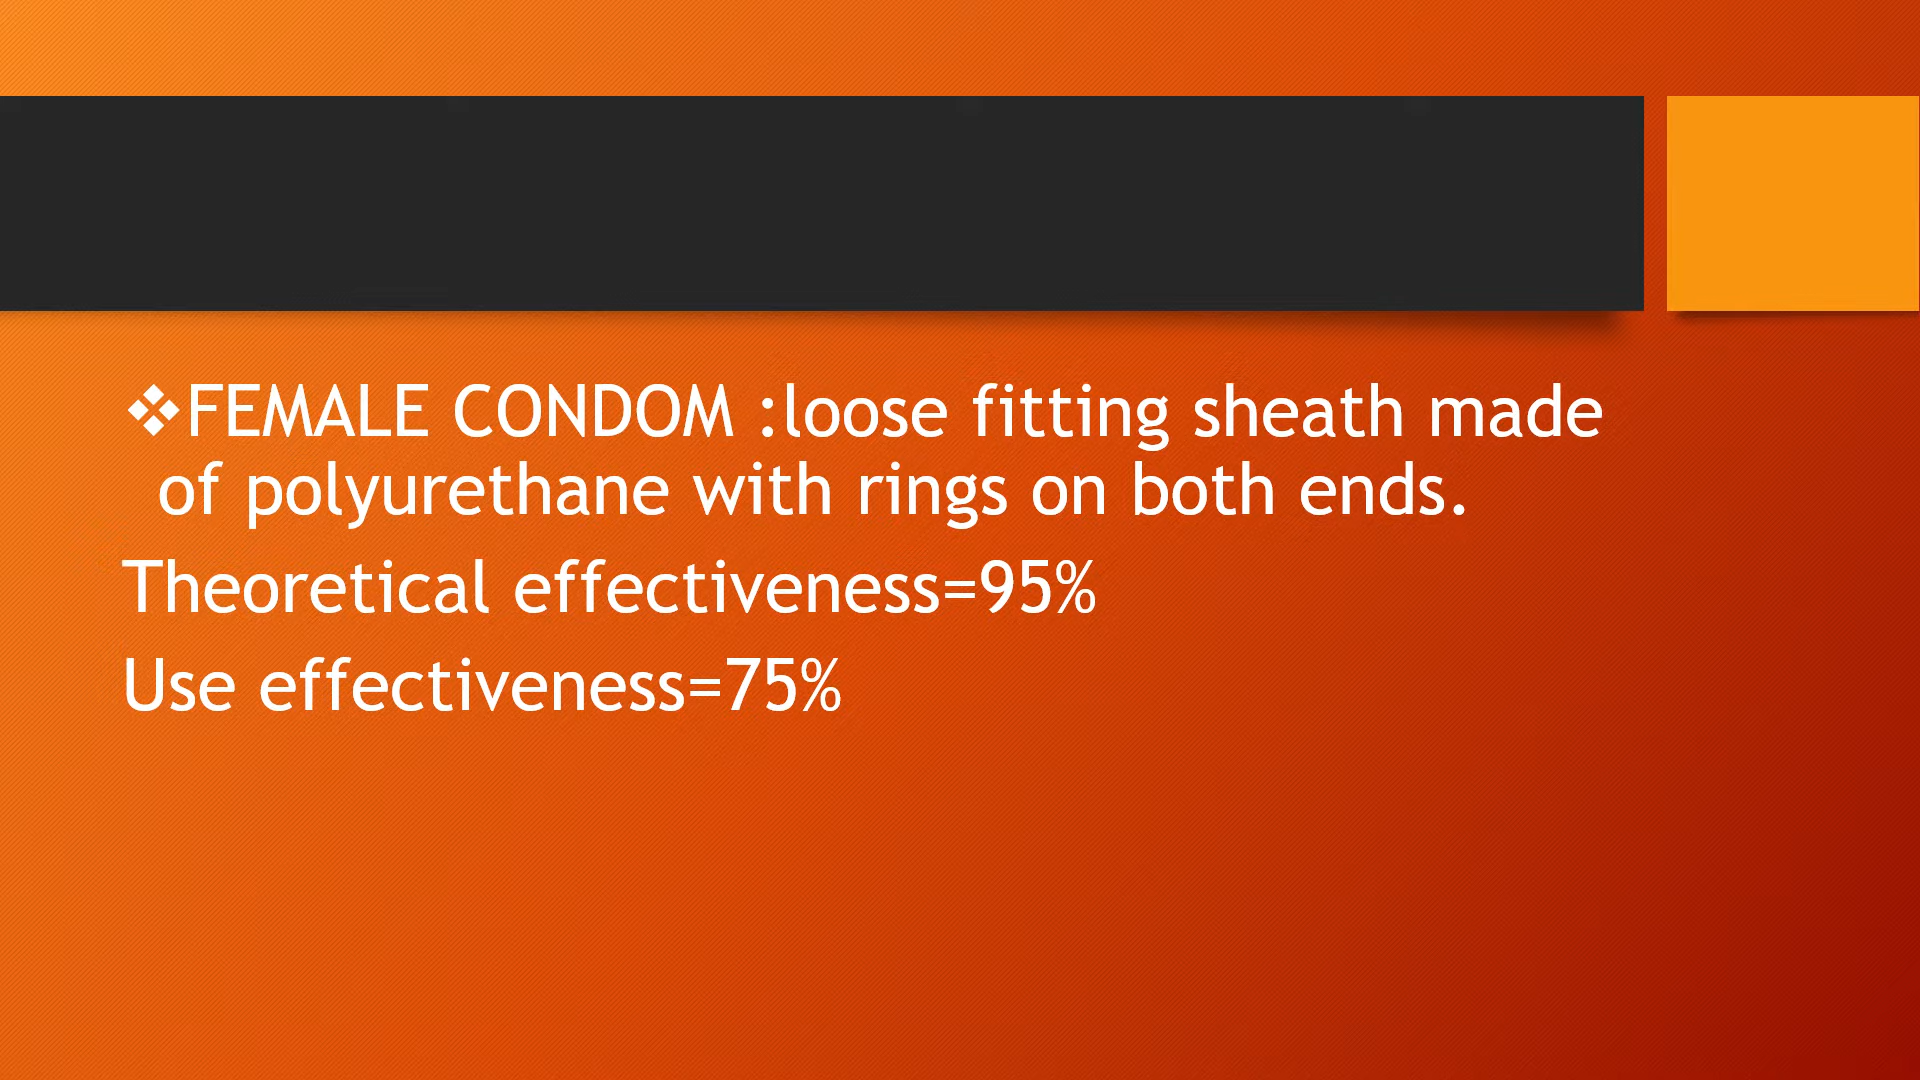 ❖FEMALE CONDOM :loose fitting sheath made
of polyurethane with rings on both ends.
Theoretical effectiveness=95%
Use effectiveness=75%